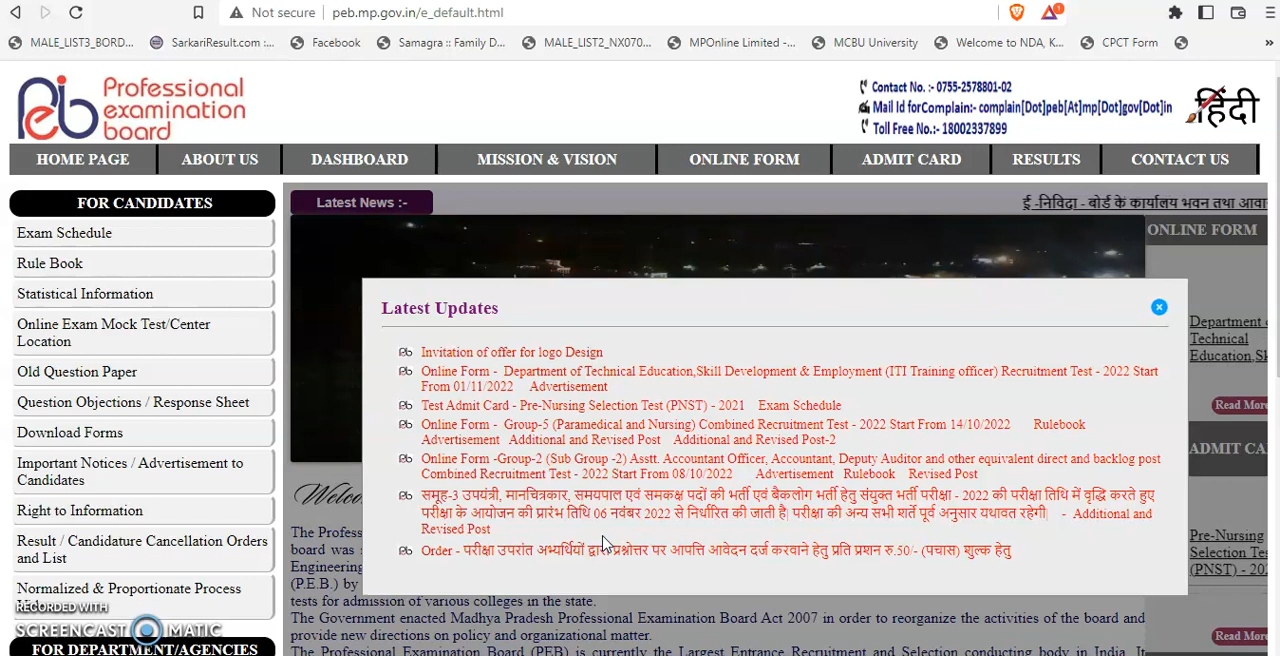 Not secure peb.mp.gov.in/e_default.html
MALE_LIST3_BORD... SarkariResult.com :... Facebook Samagra :: Family D... MALE_LIST2_NX070... MPOnline Limited -... MCBU University Welcome to NDA, K... CPCT Form »
Peb Professional
examination
board
Contact No. :- 0755-2578801-02
Mail Id forComplain:- complain[Dot]peb[At]mp[Dot]gov[Dot]in
Toll Free No.:- 18002337899
हिंदी
HOME PAGE ABOUT US DASHBOARD MISSION & VISION ONLINE FORM ADMIT CARD RESULTS CONTACT US
FOR CANDIDATES
Exam Schedule
Rule Book
Statistical Information
Online Exam Mock Test/Center
Location
Old Question Paper
Question Objections / Response Sheet
Download Forms
Important Notices / Advertisement to
Candidates
Right to Information
Result / Candidature Cancellation Orders
and List
Normalized & Proportionate Process
RECORDED WITH
SCREENCAST MATIC
FOR DEPARTMENT/AGENCIES
Latest News :-
ई -निविदा - बोर्ड के कार्यालय भवन तथा आवा
Latest Updates
Invitation of offer for logo Design
Online Form - Department of Technical Education,Skill Development & Employment (ITI Training officer) Recruitment Test - 2022 Start
From 01/11/2022 Advertisement
Test Admit Card - Pre-Nursing Selection Test (PNST) - 2021 Exam Schedule
Online Form - Group-5 (Paramedical and Nursing) Combined Recruitment Test - 2022 Start From 14/10/2022 Rulebook
Advertisement Additional and Revised Post Additional and Revised Post-2
Online Form -Group-2 (Sub Group -2) Asstt. Accountant Officer, Accountant, Deputy Auditor and other equivalent direct and backlog post
Combined Recruitment Test - 2022 Start From 08/10/2022 Advertisement Rulebook Revised Post
समूह-3 उपयंत्री, मानचित्रकार, समयपाल एवं समकक्ष पदों की भर्ती एवं बैकलोग भर्ती हेतु संयुक्त भर्ती परीक्षा - 2022 की परीक्षा तिथि में वृद्धि करते हुए
परीक्षा के आयोजन की प्रारंभ तिथि 06 नवंबर 2022 से निर्धारित की जाती है| परीक्षा की अन्य सभी शर्ते पूर्व अनुसार यथावत रहेगी| - Additional and
Revised Post
Order - परीक्षा उपरांत अभ्यर्थियों द्वारा प्रश्नोत्तर पर आपत्ति आवेदन दर्ज करवाने हेतु प्रति प्रशन रु.50/- (पचास) शुल्क हेतु
ONLINE FORM
Department o
Technical
Education,Sk
Read More
ADMIT CA
Pre-Nursing
Selection Te
(PNST) - 202
Read More
Welco
The Profess
board was
Engineering
(P.E.B.) by
tests for admission of various colleges in the state.
The Government enacted Madhya Pradesh Professional Examination Board Act 2007 in order to reorganize the activities of the board and
provide new directions on policy and organizational matter.
The Professional Examination Board (PEB) is currently the Largest Entrance Recruitment and Selection conducting body in India. It